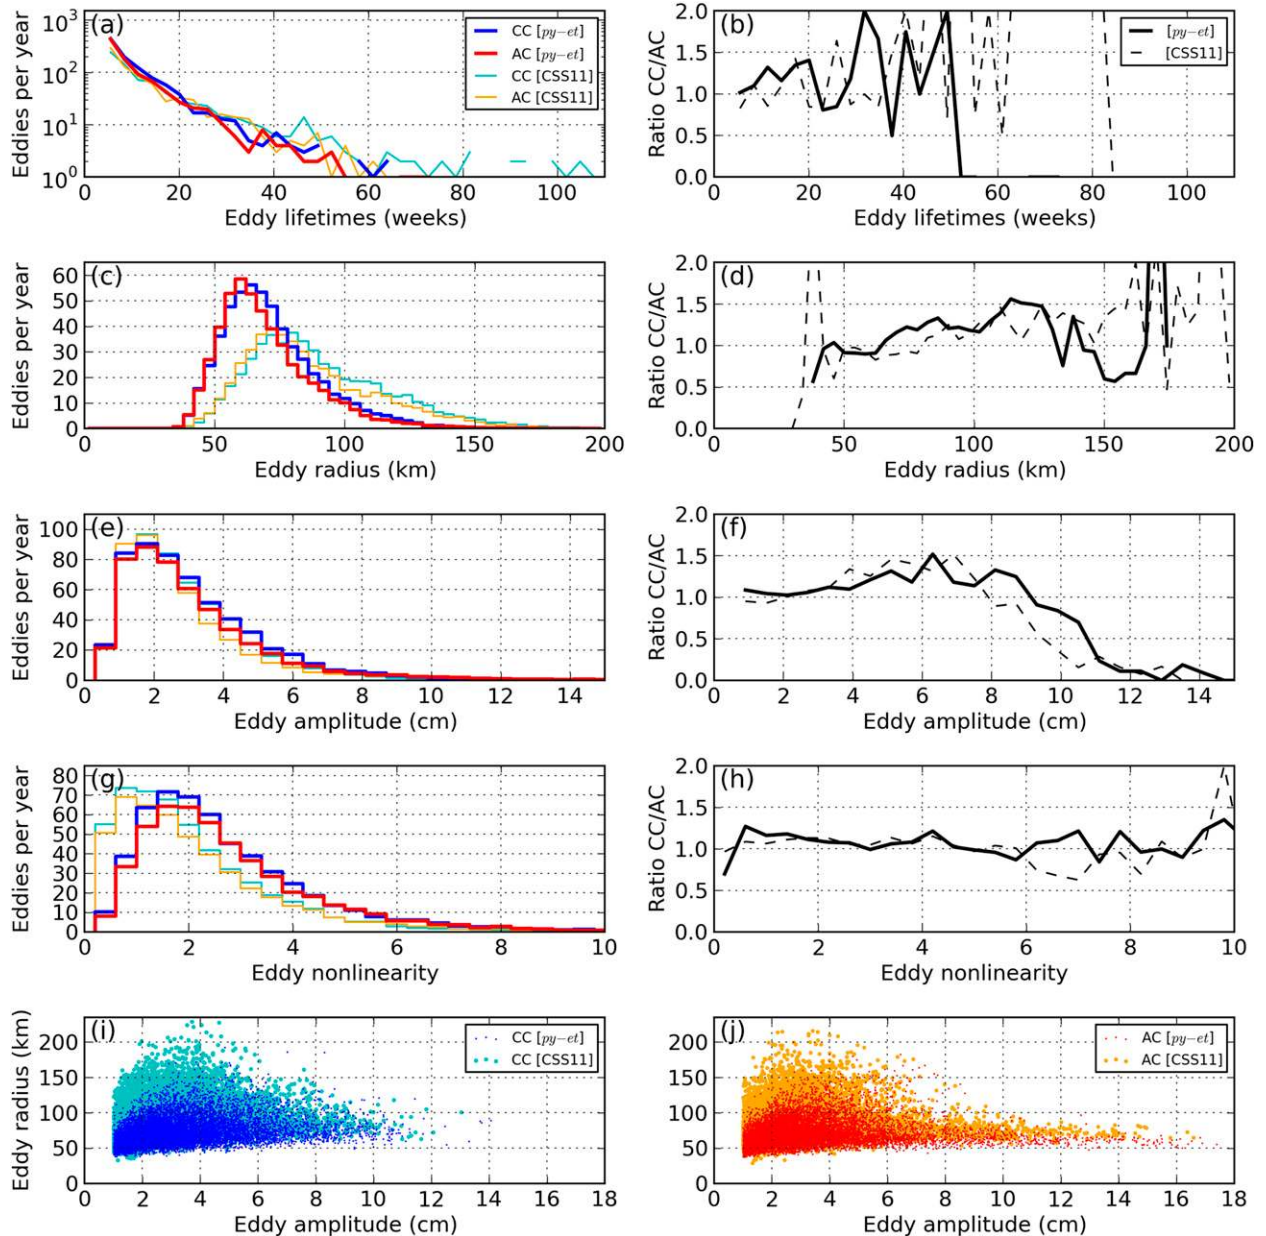 (a)
Eddies per year
10³
10²
10¹
10⁰
CC [py-et]
AC [py-et]
CC [CSS11]
AC [CSS11]
0 20 40 60 80 100
Eddy lifetimes (weeks)
(b)
Ratio CC/AC
2.0
1.5
1.0
0.5
0.0
[py-et]
[CSS11]
0 20 40 60 80 100
Eddy lifetimes (weeks)
(c)
Eddies per year
60
50
40
30
20
10
0
50 100 150 200
Eddy radius (km)
(d)
Ratio CC/AC
2.0
1.5
1.0
0.5
0.0
50 100 150 200
Eddy radius (km)
(e)
Eddies per year
100
80
60
40
20
0
0 2 4 6 8 10 12 14
Eddy amplitude (cm)
(f)
Ratio CC/AC
2.0
1.5
1.0
0.5
0.0
0 2 4 6 8 10 12 14
Eddy amplitude (cm)
(g)
Eddies per year
80
70
60
50
40
30
20
10
0
2 4 6 8 10
Eddy nonlinearity
(h)
Ratio CC/AC
2.0
1.5
1.0
0.5
0.0
2 4 6 8 10
Eddy nonlinearity
(i)
Eddy radius (km)
200
150
100
50
0
CC [py-et]
CC [CSS11]
0 2 4 6 8 10 12 14 16 18
Eddy amplitude (cm)
(j)
200
150
100
50
0
AC [py-et]
AC [CSS11]
0 2 4 6 8 10 12 14 16 18
Eddy amplitude (cm)